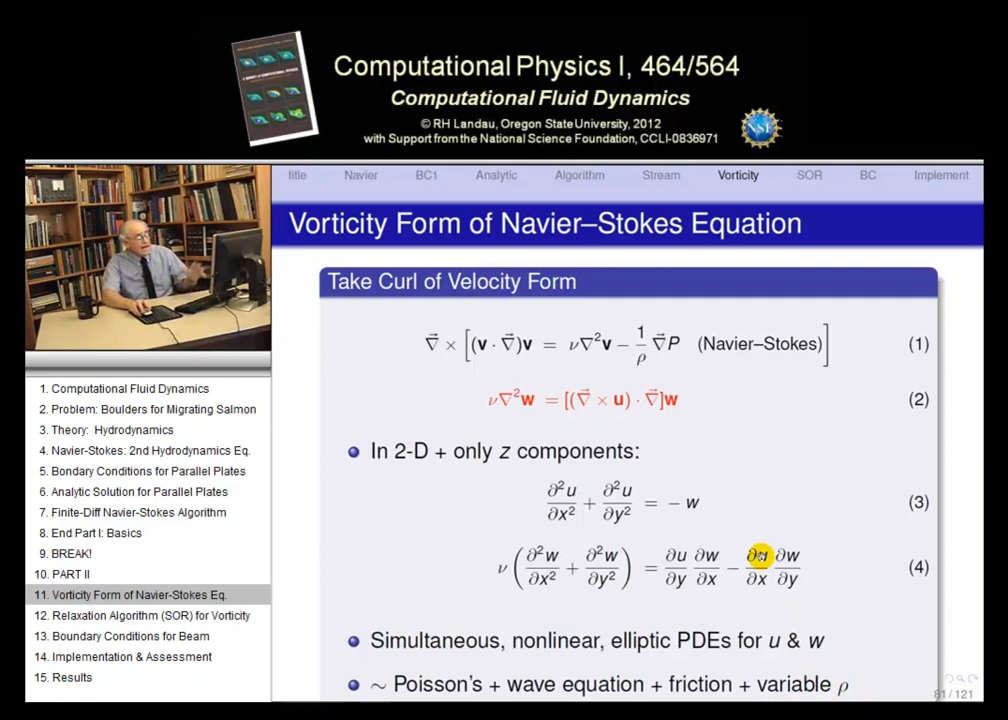 Computational Physics I, 464/564
Computational Fluid Dynamics
© RH Landau, Oregon State University, 2012
with Support from the National Science Foundation, CCLI-0836971
NSF
title Navier BC1 Analytic Algorithm Stream Vorticity SOR BC Implement
Vorticity Form of Navier–Stokes Equation
Take Curl of Velocity Form
∇⃗ × [(v · ∇⃗)v = ν∇²v − 1/ρ ∇⃗P (Navier–Stokes)] (1)
ν∇²w = [(∇⃗ × u) · ∇⃗]w (2)
In 2-D + only z components:
∂²u/∂x² + ∂²u/∂y² = − w (3)
ν(∂²w/∂x² + ∂²w/∂y²) = ∂u/∂y ∂w/∂x − ∂u/∂x ∂w/∂y (4)
Simultaneous, nonlinear, elliptic PDEs for u & w
∼ Poisson's + wave equation + friction + variable ρ
81 / 121
1. Computational Fluid Dynamics
2. Problem: Boulders for Migrating Salmon
3. Theory: Hydrodynamics
4. Navier-Stokes: 2nd Hydrodynamics Eq.
5. Bondary Conditions for Parallel Plates
6. Analytic Solution for Parallel Plates
7. Finite-Diff Navier-Stokes Algorithm
8. End Part I: Basics
9. BREAK!
10. PART II
11. Vorticity Form of Navier-Stokes Eq.
12. Relaxation Algorithm (SOR) for Vorticity
13. Boundary Conditions for Beam
14. Implementation & Assessment
15. Results